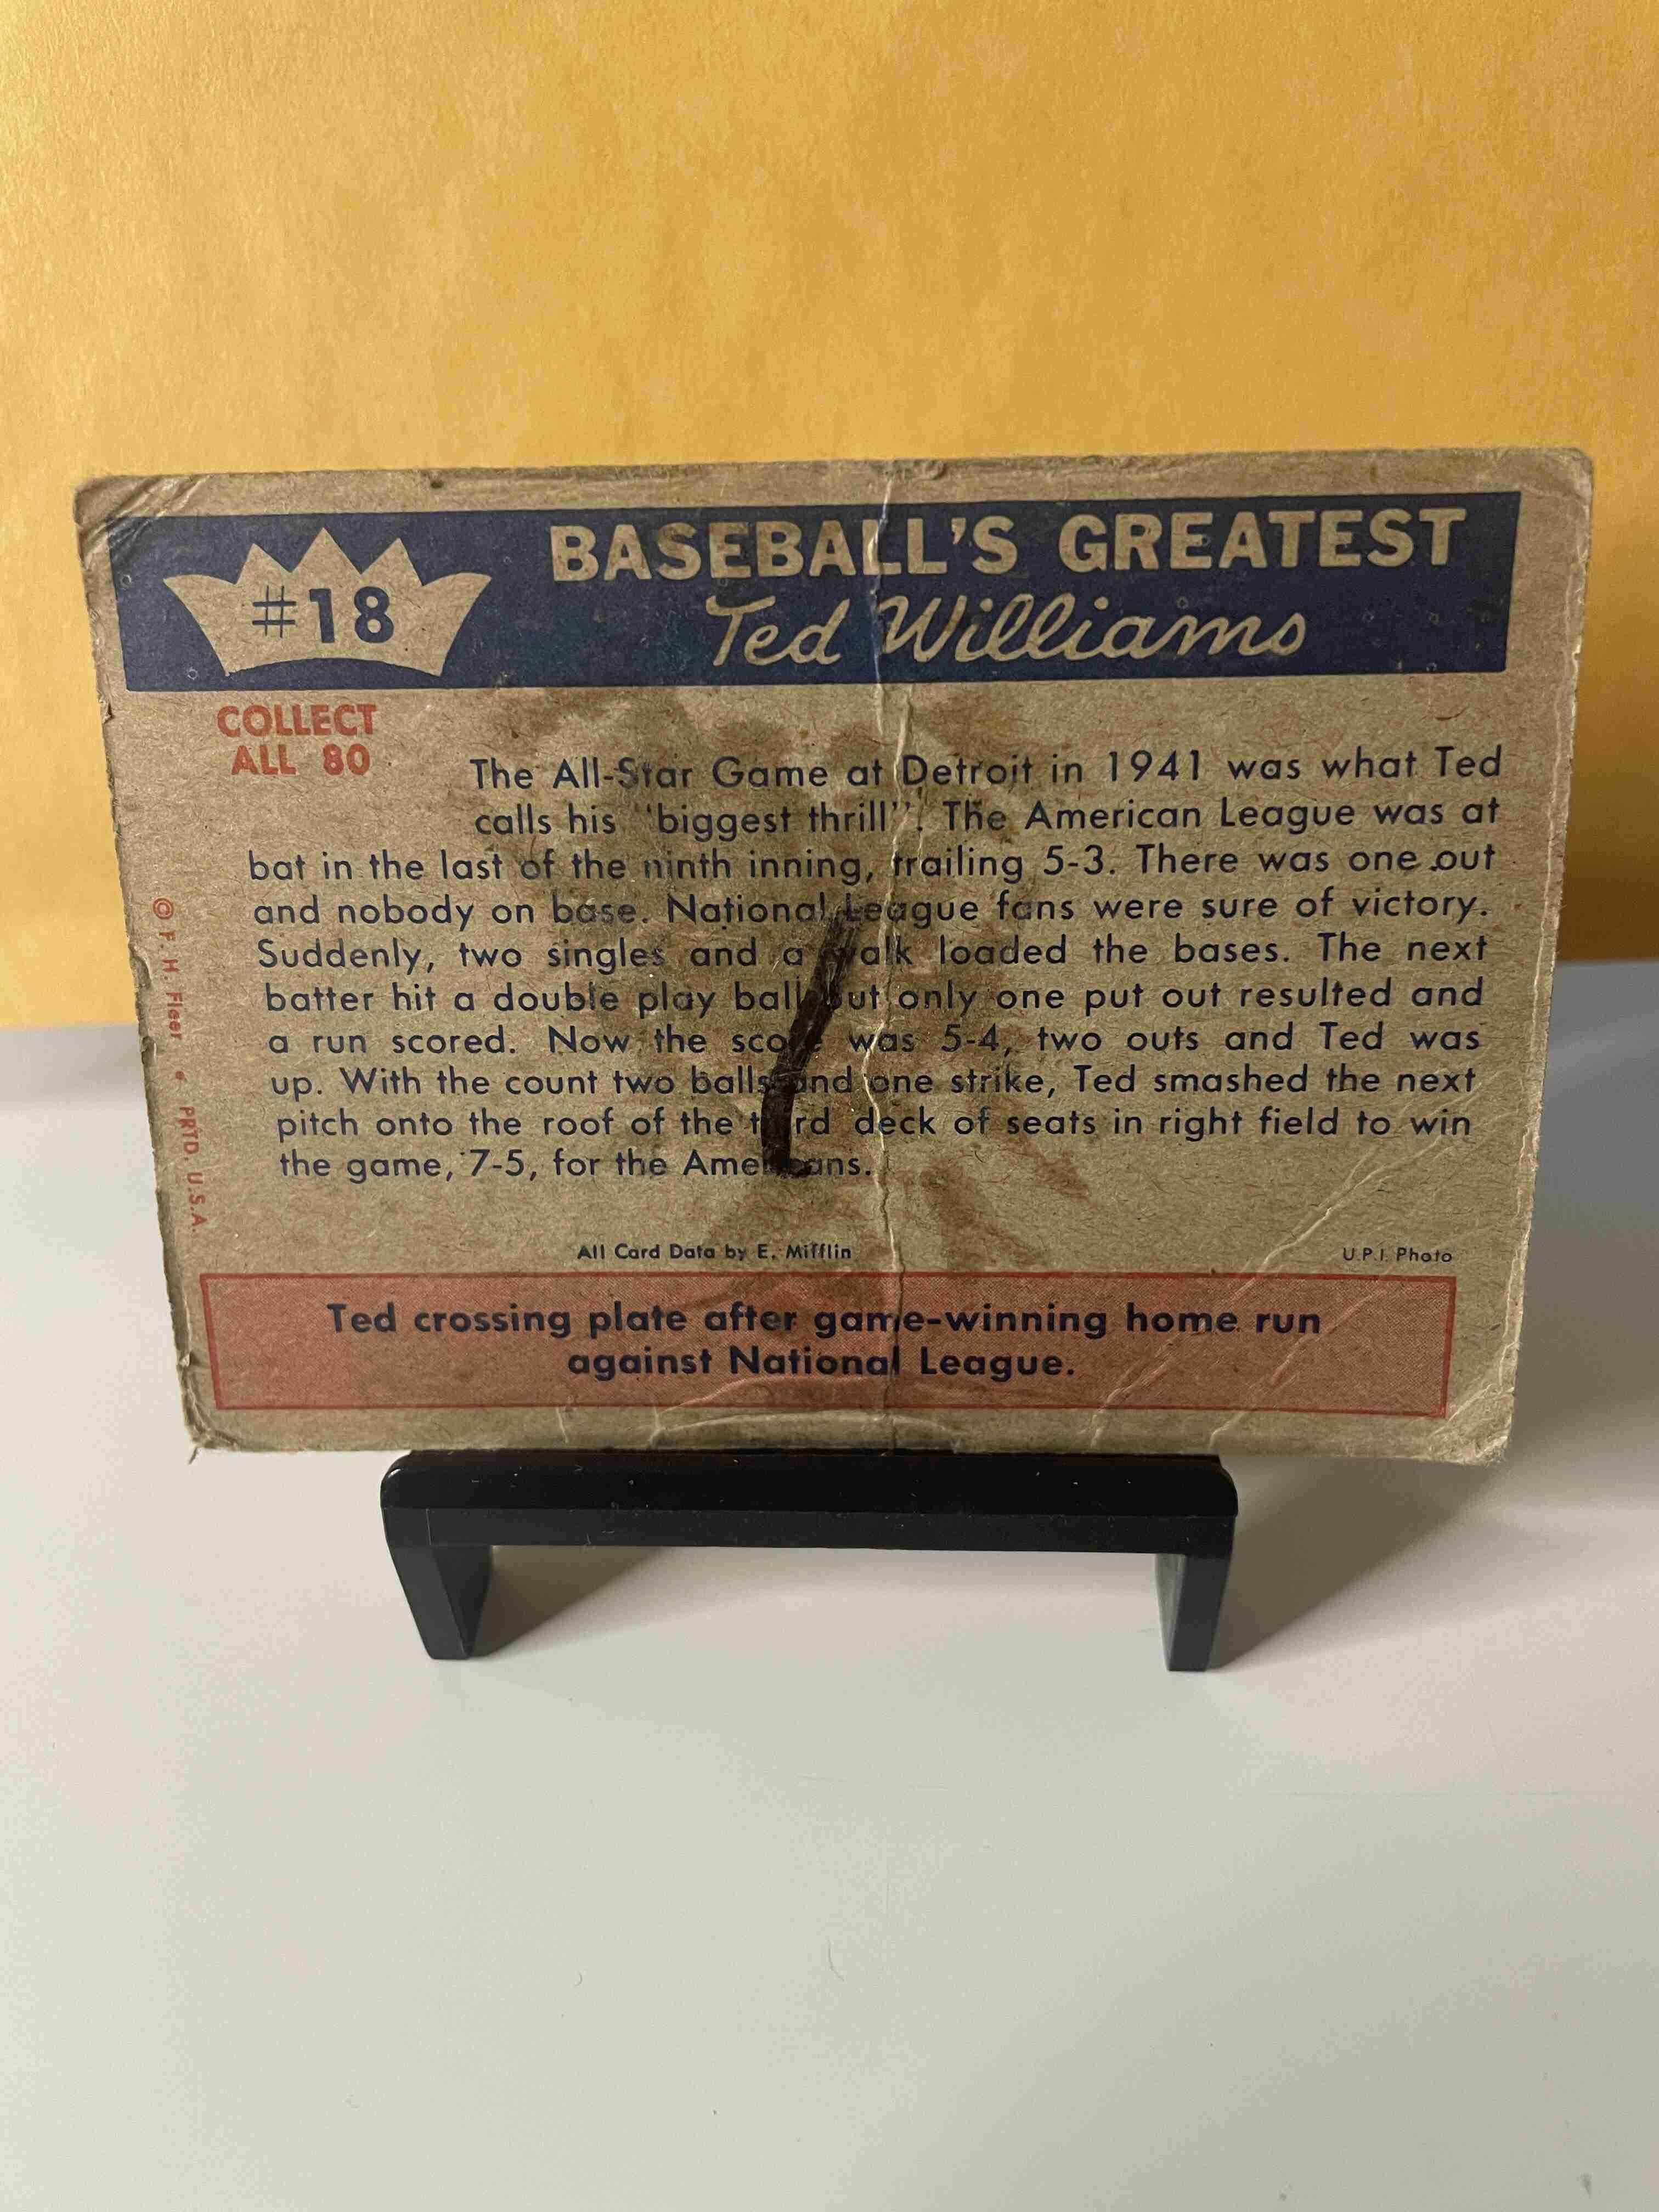 #18
BASEBALL'S GREATEST
Ted Williams
COLLECT
ALL 80
The All-Star Game at Detroit in 1941 was what Ted
calls his "biggest thrill". The American League was at
bat in the last of the ninth inning, trailing 5-3. There was one out
and nobody on base. National League fans were sure of victory.
Suddenly, two singles and a walk loaded the bases. The next
batter hit a double play ball but only one put out resulted and
a run scored. Now the score was 5-4, two outs and Ted was
up. With the count two balls and one strike, Ted smashed the next
pitch onto the roof of the third deck of seats in right field to win
the game, 7-5, for the Americans.
© F. H. Fleer • PRTD. U.S.A.
All Card Data by E. Mifflin
U.P.I. Photo
Ted crossing plate after game-winning home run
against National League.